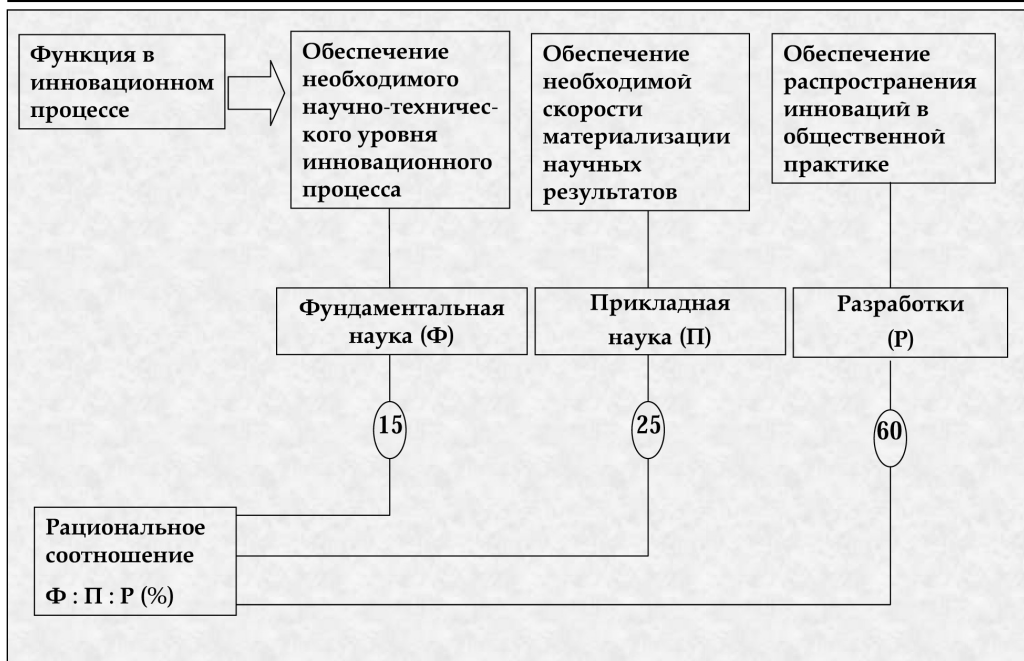 Функция в
инновационном
процессе
Обеспечение
необходимого
научно-техничес-
кого уровня
инновационного
процесса
Обеспечение
необходимой
скорости
материализации
научных
результатов
Обеспечение
распространения
инноваций в
общественной
практике
Фундаментальная
наука (Ф)
Прикладная
наука (П)
Разработки
(Р)
15
25
60
Рациональное
соотношение
Ф : П : Р (%)